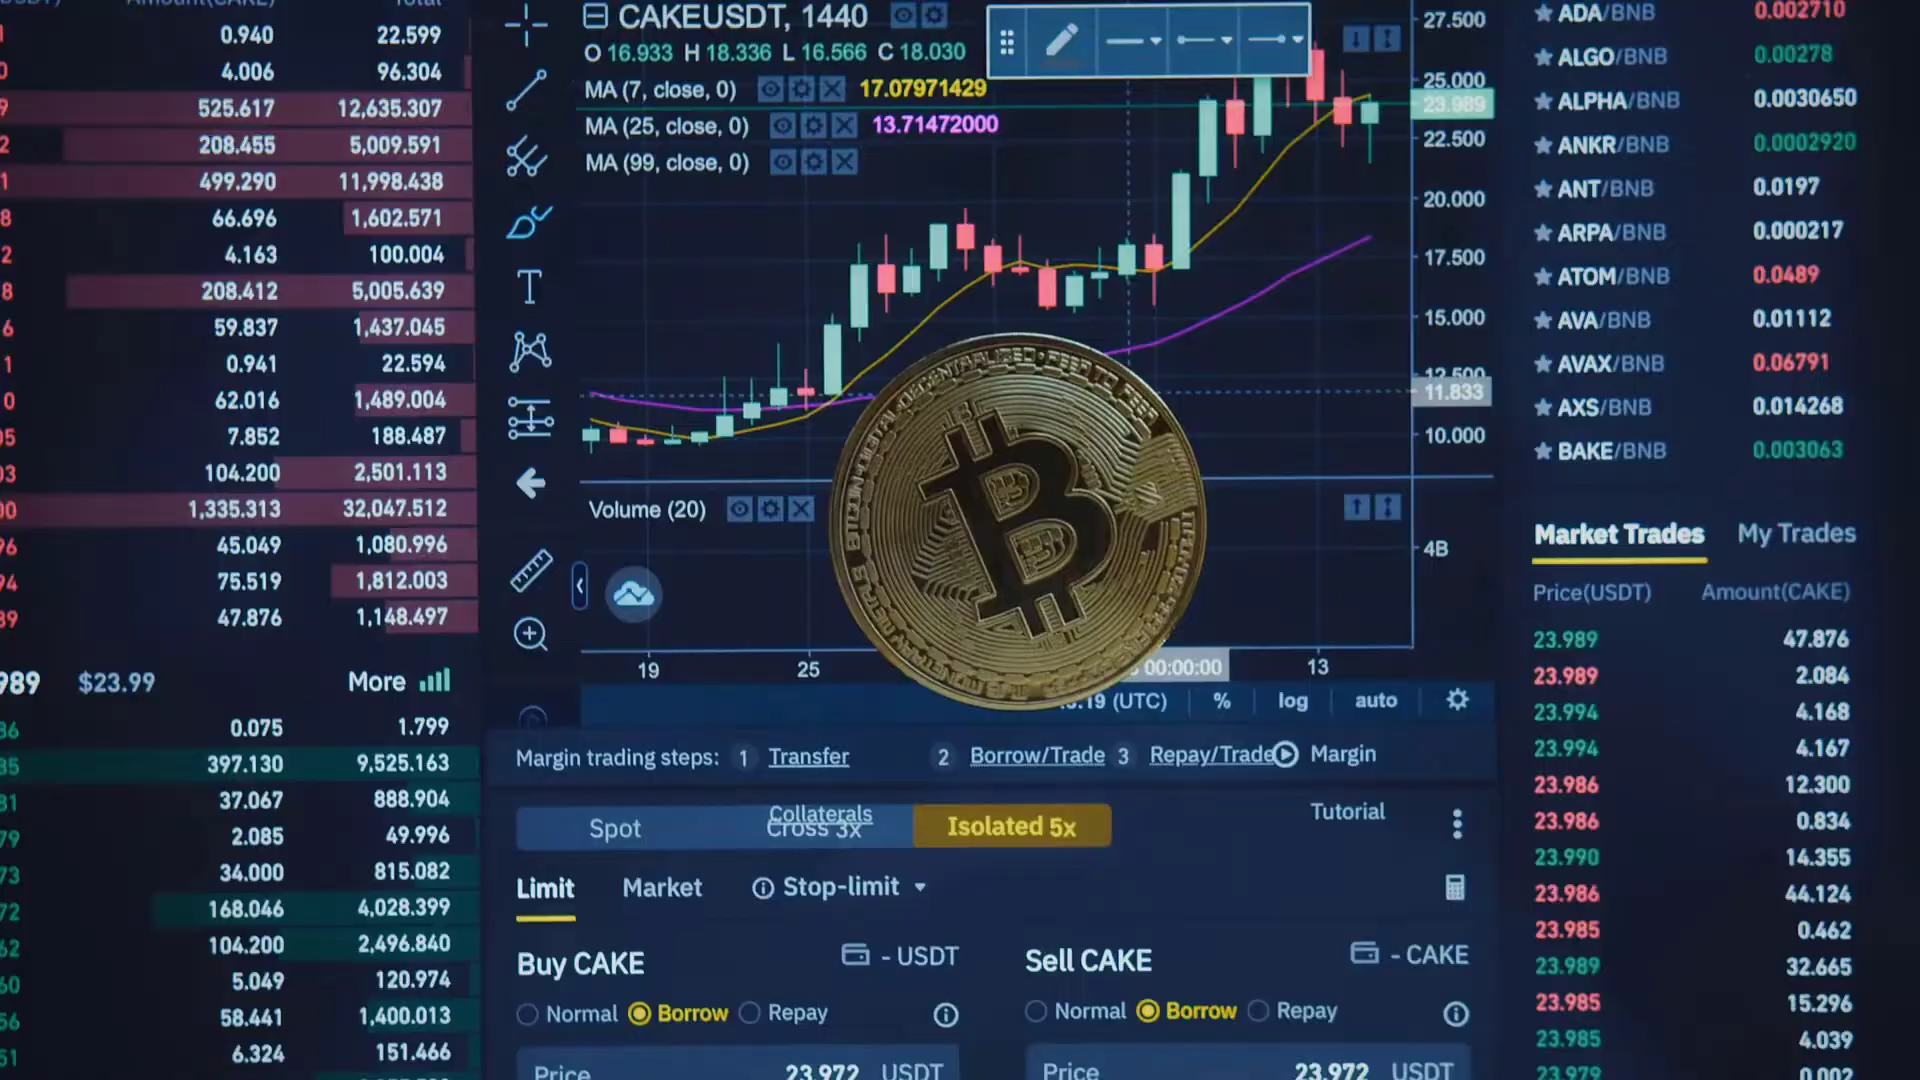 Amount(CAKE) Total
0.940 22.599
4.006 96.304
525.617 12,635.307
208.455 5,009.591
499.290 11,998.438
66.696 1,602.571
4.163 100.004
208.412 5,005.639
59.837 1,437.045
0.941 22.594
62.016 1,489.004
7.852 188.487
104.200 2,501.113
1,335.313 32,047.512
45.049 1,080.996
75.519 1,812.003
47.876 1,148.497
989 $23.99 More
0.075 1.799
397.130 9,525.163
37.067 888.904
2.085 49.996
34.000 815.082
168.046 4,028.399
104.200 2,496.840
5.049 120.974
58.441 1,400.013
6.324 151.466
CAKEUSDT, 1440
O 16.933 H 18.336 L 16.566 C 18.030
MA (7, close, 0) 17.07971429
MA (25, close, 0) 13.71472000
MA (99, close, 0)
27.500
25.000
23.989
22.500
20.000
17.500
15.000
12.500
11.833
10.000
Volume (20)
4B
19 25 00:00:00 13
(UTC) % log auto
Margin trading steps: 1 Transfer 2 Borrow/Trade 3 Repay/Trade Margin
Collaterals Tutorial
Spot Cross 3x Isolated 5x
Limit Market Stop-limit
Buy CAKE - USDT
Normal Borrow Repay
Price 23.972 USDT
Sell CAKE - CAKE
Normal Borrow Repay
Price 23.972 USDT
ADA/BNB 0.002710
ALGO/BNB 0.00278
ALPHA/BNB 0.0030650
ANKR/BNB 0.0002920
ANT/BNB 0.0197
ARPA/BNB 0.000217
ATOM/BNB 0.0489
AVA/BNB 0.01112
AVAX/BNB 0.06791
AXS/BNB 0.014268
BAKE/BNB 0.003063
Market Trades My Trades
Price(USDT) Amount(CAKE)
23.989 47.876
23.989 2.084
23.994 4.168
23.994 4.167
23.986 12.300
23.986 0.834
23.990 14.355
23.986 44.124
23.985 0.462
23.989 32.665
23.985 15.296
23.985 4.039
23.979 0.002